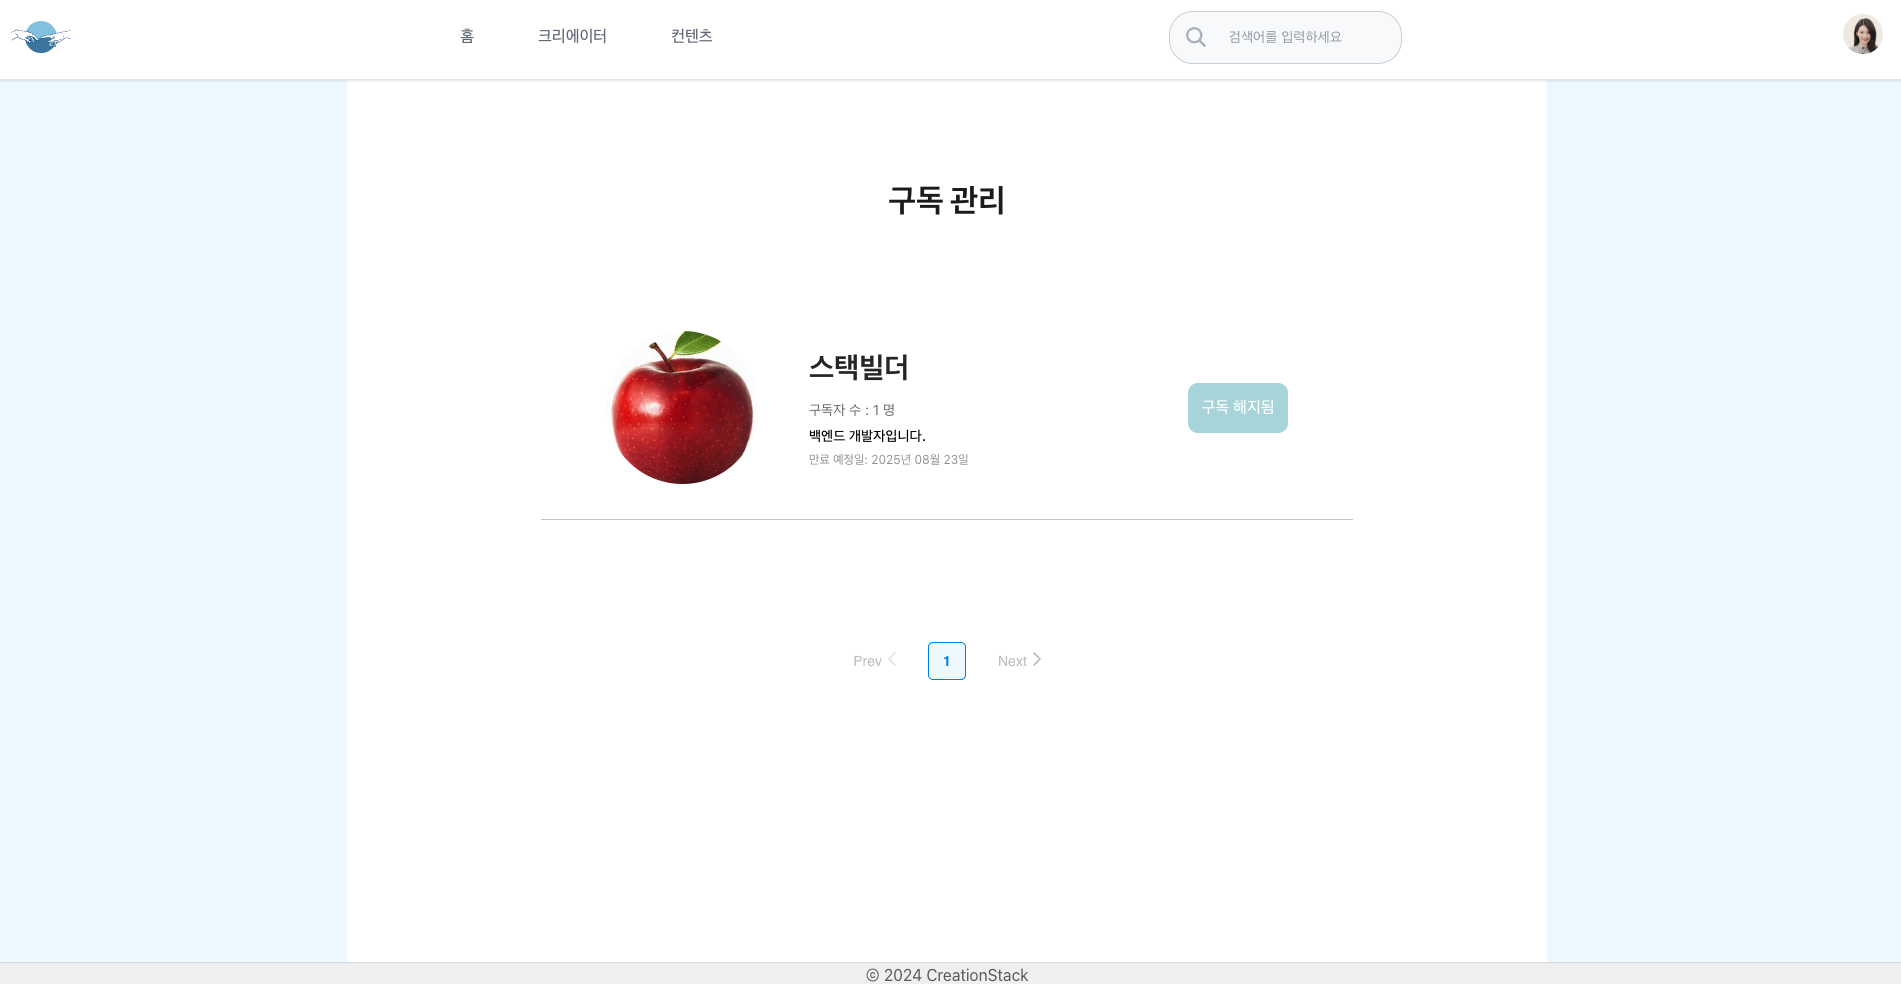 홈
크리에이터
컨텐츠
검색어를 입력하세요
구독 관리
스택빌더
구독자 수 : 1 명
백엔드 개발자입니다.
만료 예정일: 2025년 08월 23일
구독 해지됨
Prev
1
Next
© 2024 CreationStack